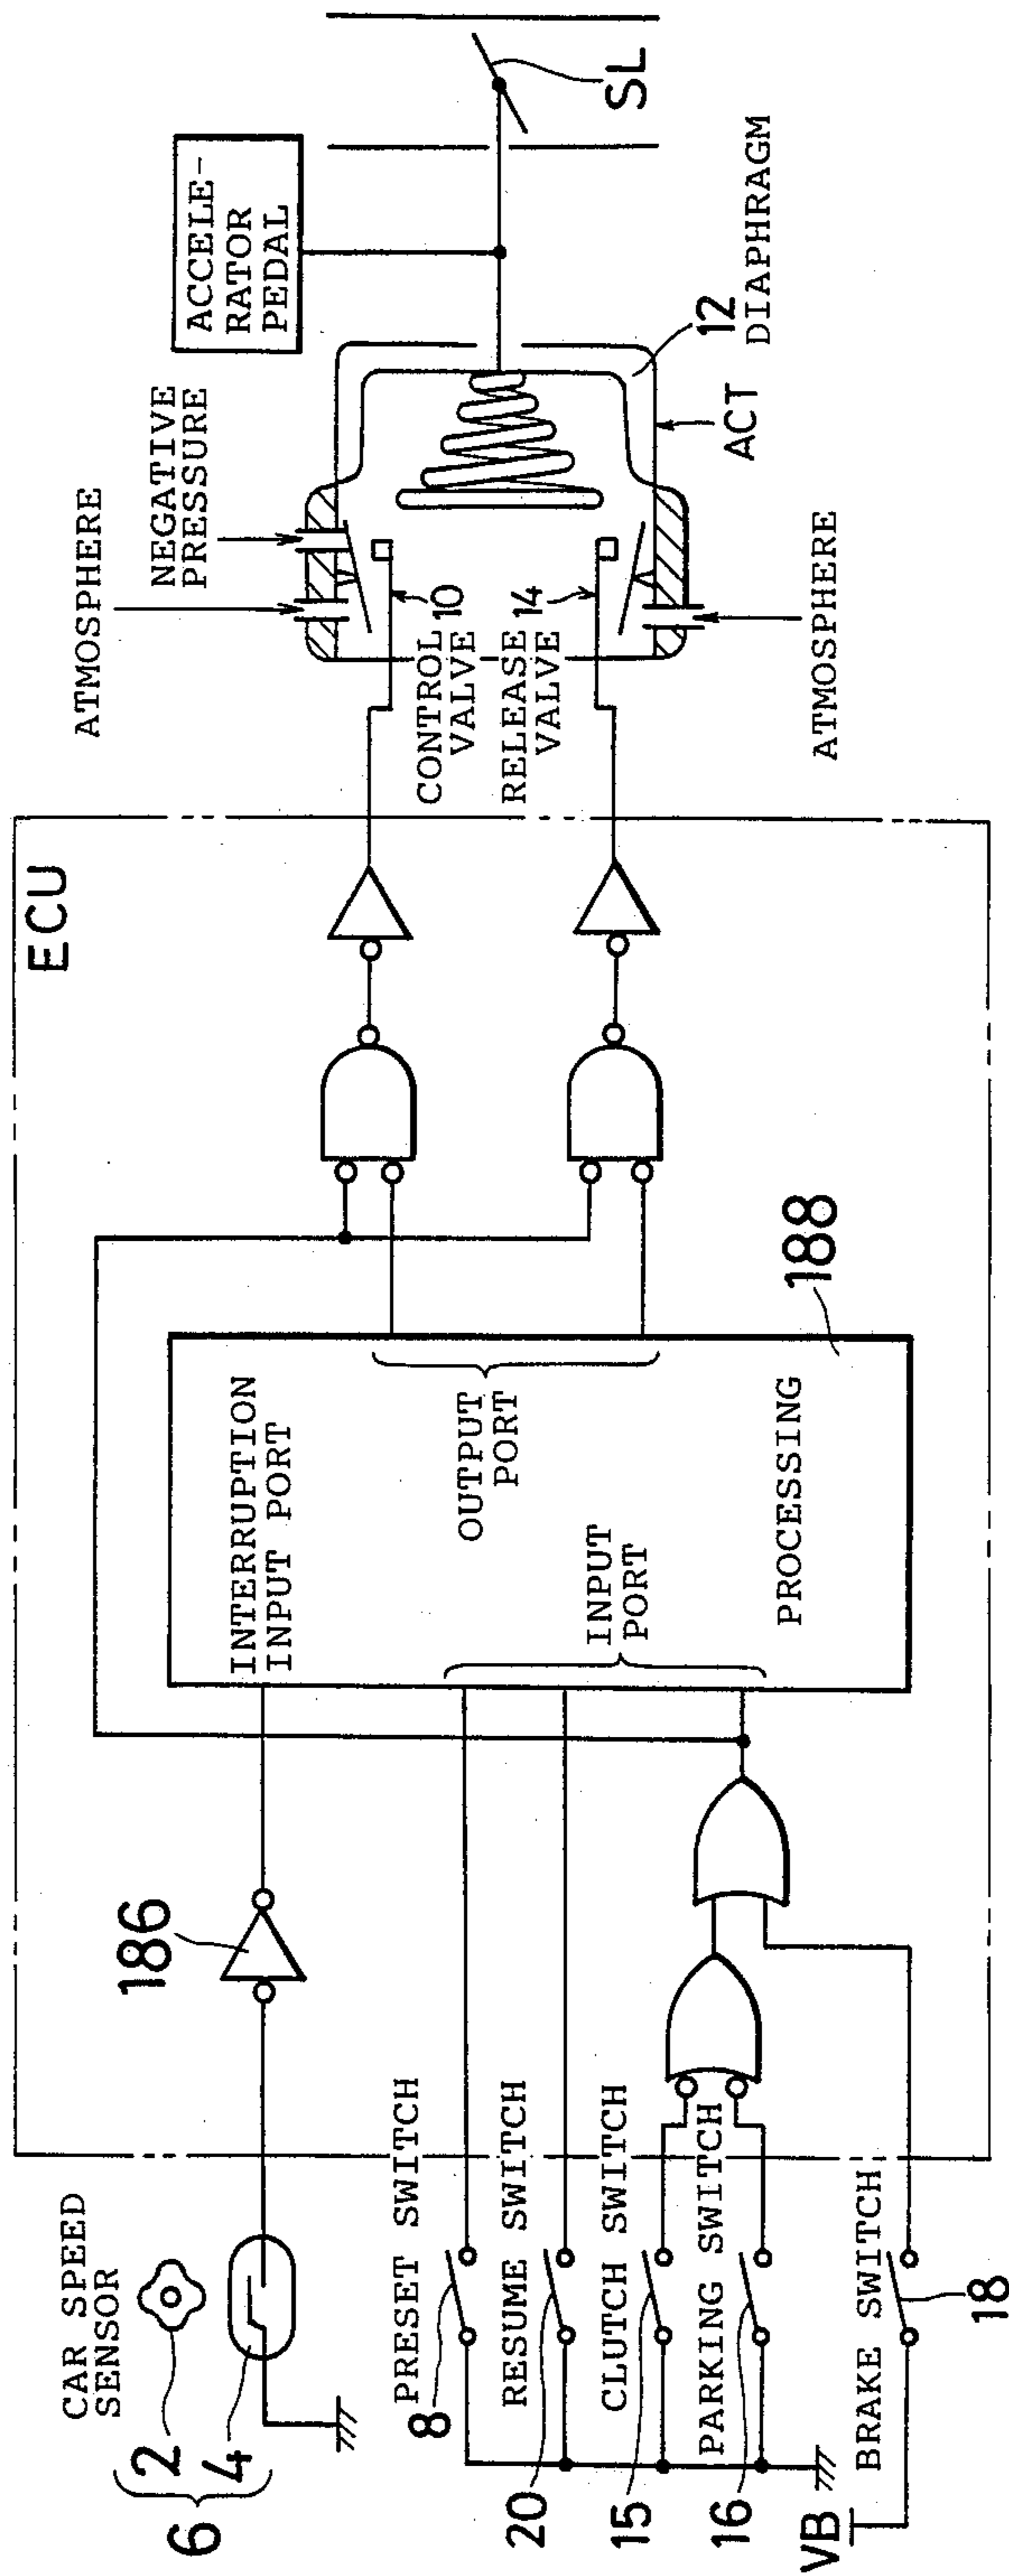 CAR SPEED
SENSOR
2
4
6
186
ECU
PRESET SWITCH
8
RESUME SWITCH
20
CLUTCH SWITCH
15
PARKING SWITCH
16
BRAKE SWITCH
18
VB
INTERRUPTION
INPUT PORT
INPUT
PORT
OUTPUT
PORT
PROCESSING
188
ATMOSPHERE
NEGATIVE
PRESSURE
CONTROL
VALVE
10
RELEASE
VALVE
14
ATMOSPHERE
ACT
12
DIAPHRAGM
ACCELE-
RATOR
PEDAL
SL